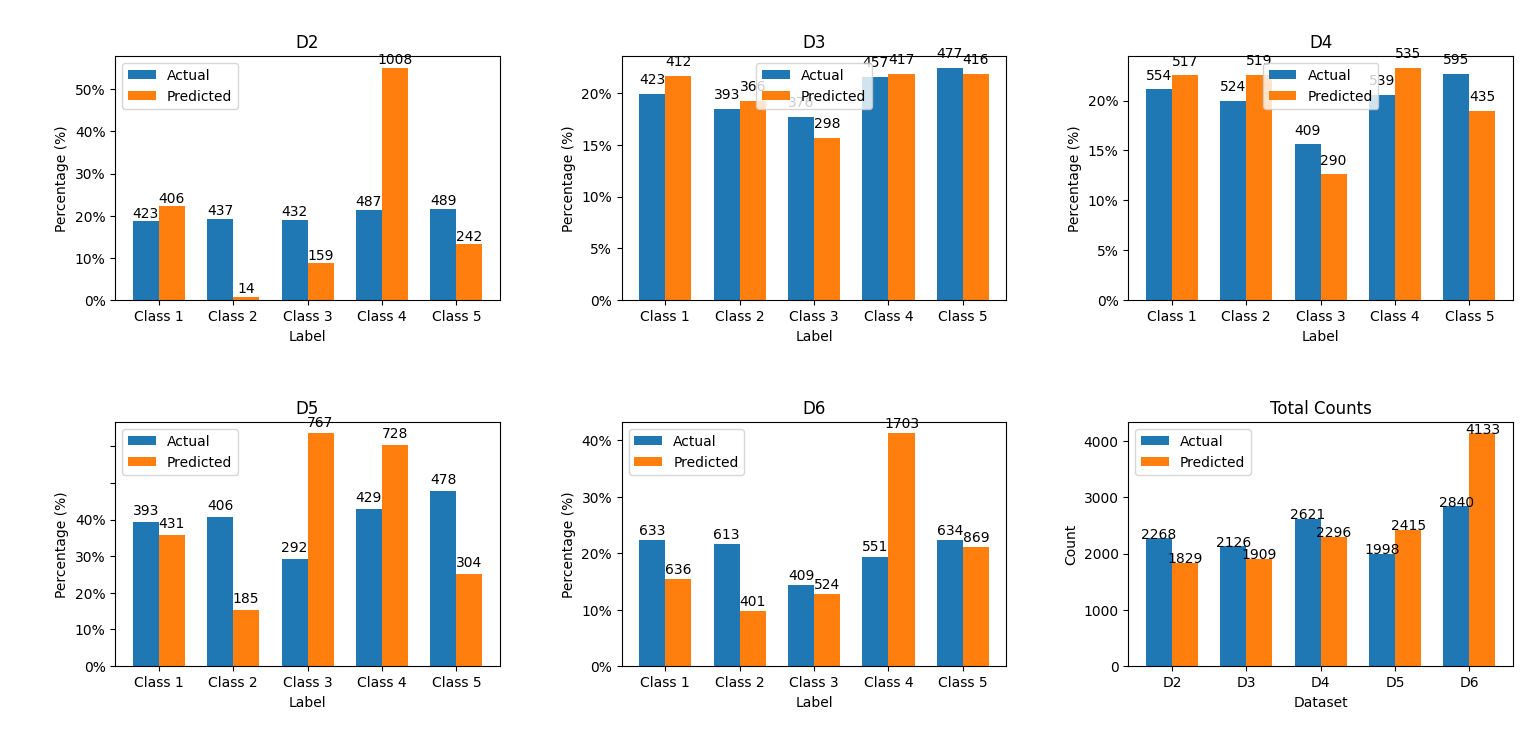 D2
Actual
Predicted
Percentage (%)
50%
40%
30%
20%
10%
0%
423 406 437 14 432 159 487 1008 489 242
Class 1 Class 2 Class 3 Class 4 Class 5
Label
D3
Actual
Predicted
Percentage (%)
20%
15%
10%
5%
0%
423 412 393 366 378 298 457 417 477 416
Class 1 Class 2 Class 3 Class 4 Class 5
Label
D4
Actual
Predicted
Percentage (%)
20%
15%
10%
5%
0%
554 517 524 519 409 290 539 535 595 435
Class 1 Class 2 Class 3 Class 4 Class 5
Label
D5
Actual
Predicted
Percentage (%)
40%
30%
20%
10%
0%
393 431 406 185 292 767 429 728 478 304
Class 1 Class 2 Class 3 Class 4 Class 5
Label
D6
Actual
Predicted
Percentage (%)
40%
30%
20%
10%
0%
633 636 613 401 409 524 551 1703 634 869
Class 1 Class 2 Class 3 Class 4 Class 5
Label
Total Counts
Actual
Predicted
Count
4000
3000
2000
1000
0
2268 1829 2126 1909 2621 2296 1998 2415 2840 4133
D2 D3 D4 D5 D6
Dataset